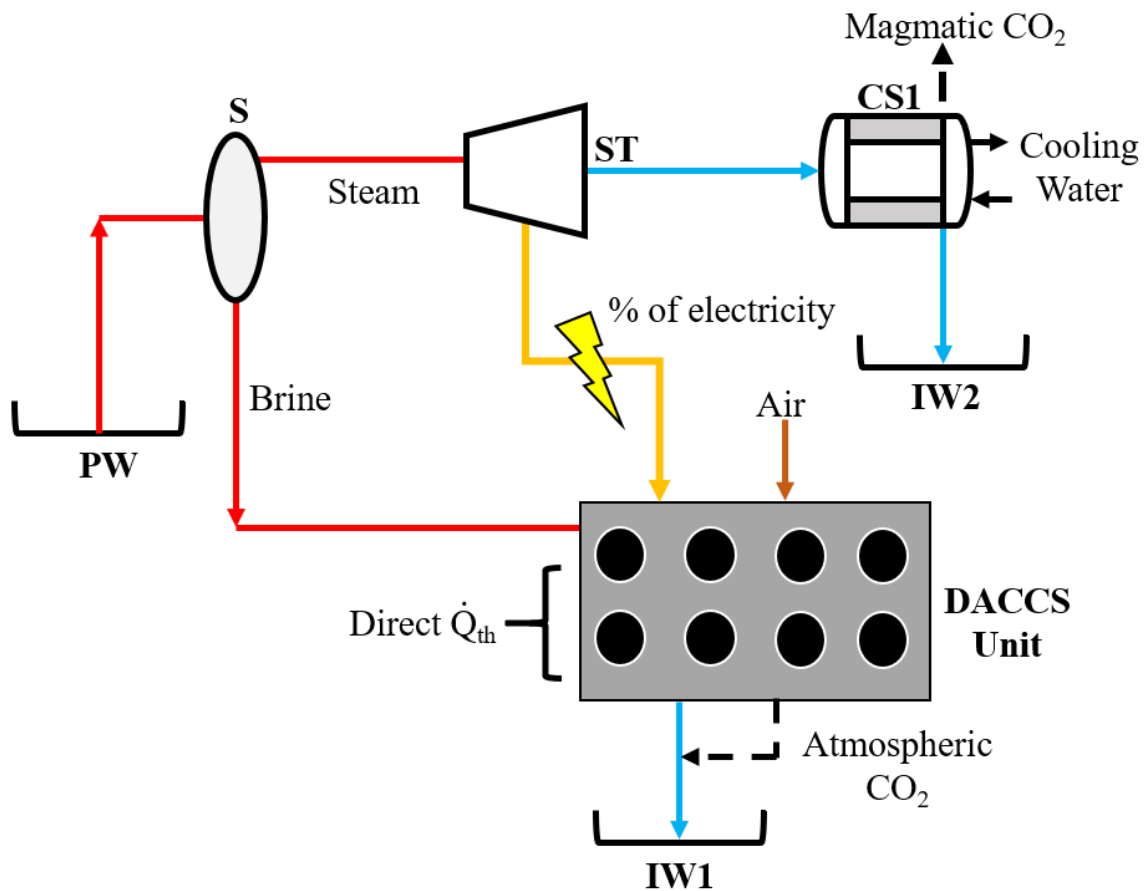 Magmatic CO₂
S
CS1
ST
Cooling
Water
Steam
% of electricity
Brine
Air
IW2
PW
Direct Q̇th
DACCS
Unit
Atmospheric
CO₂
IW1